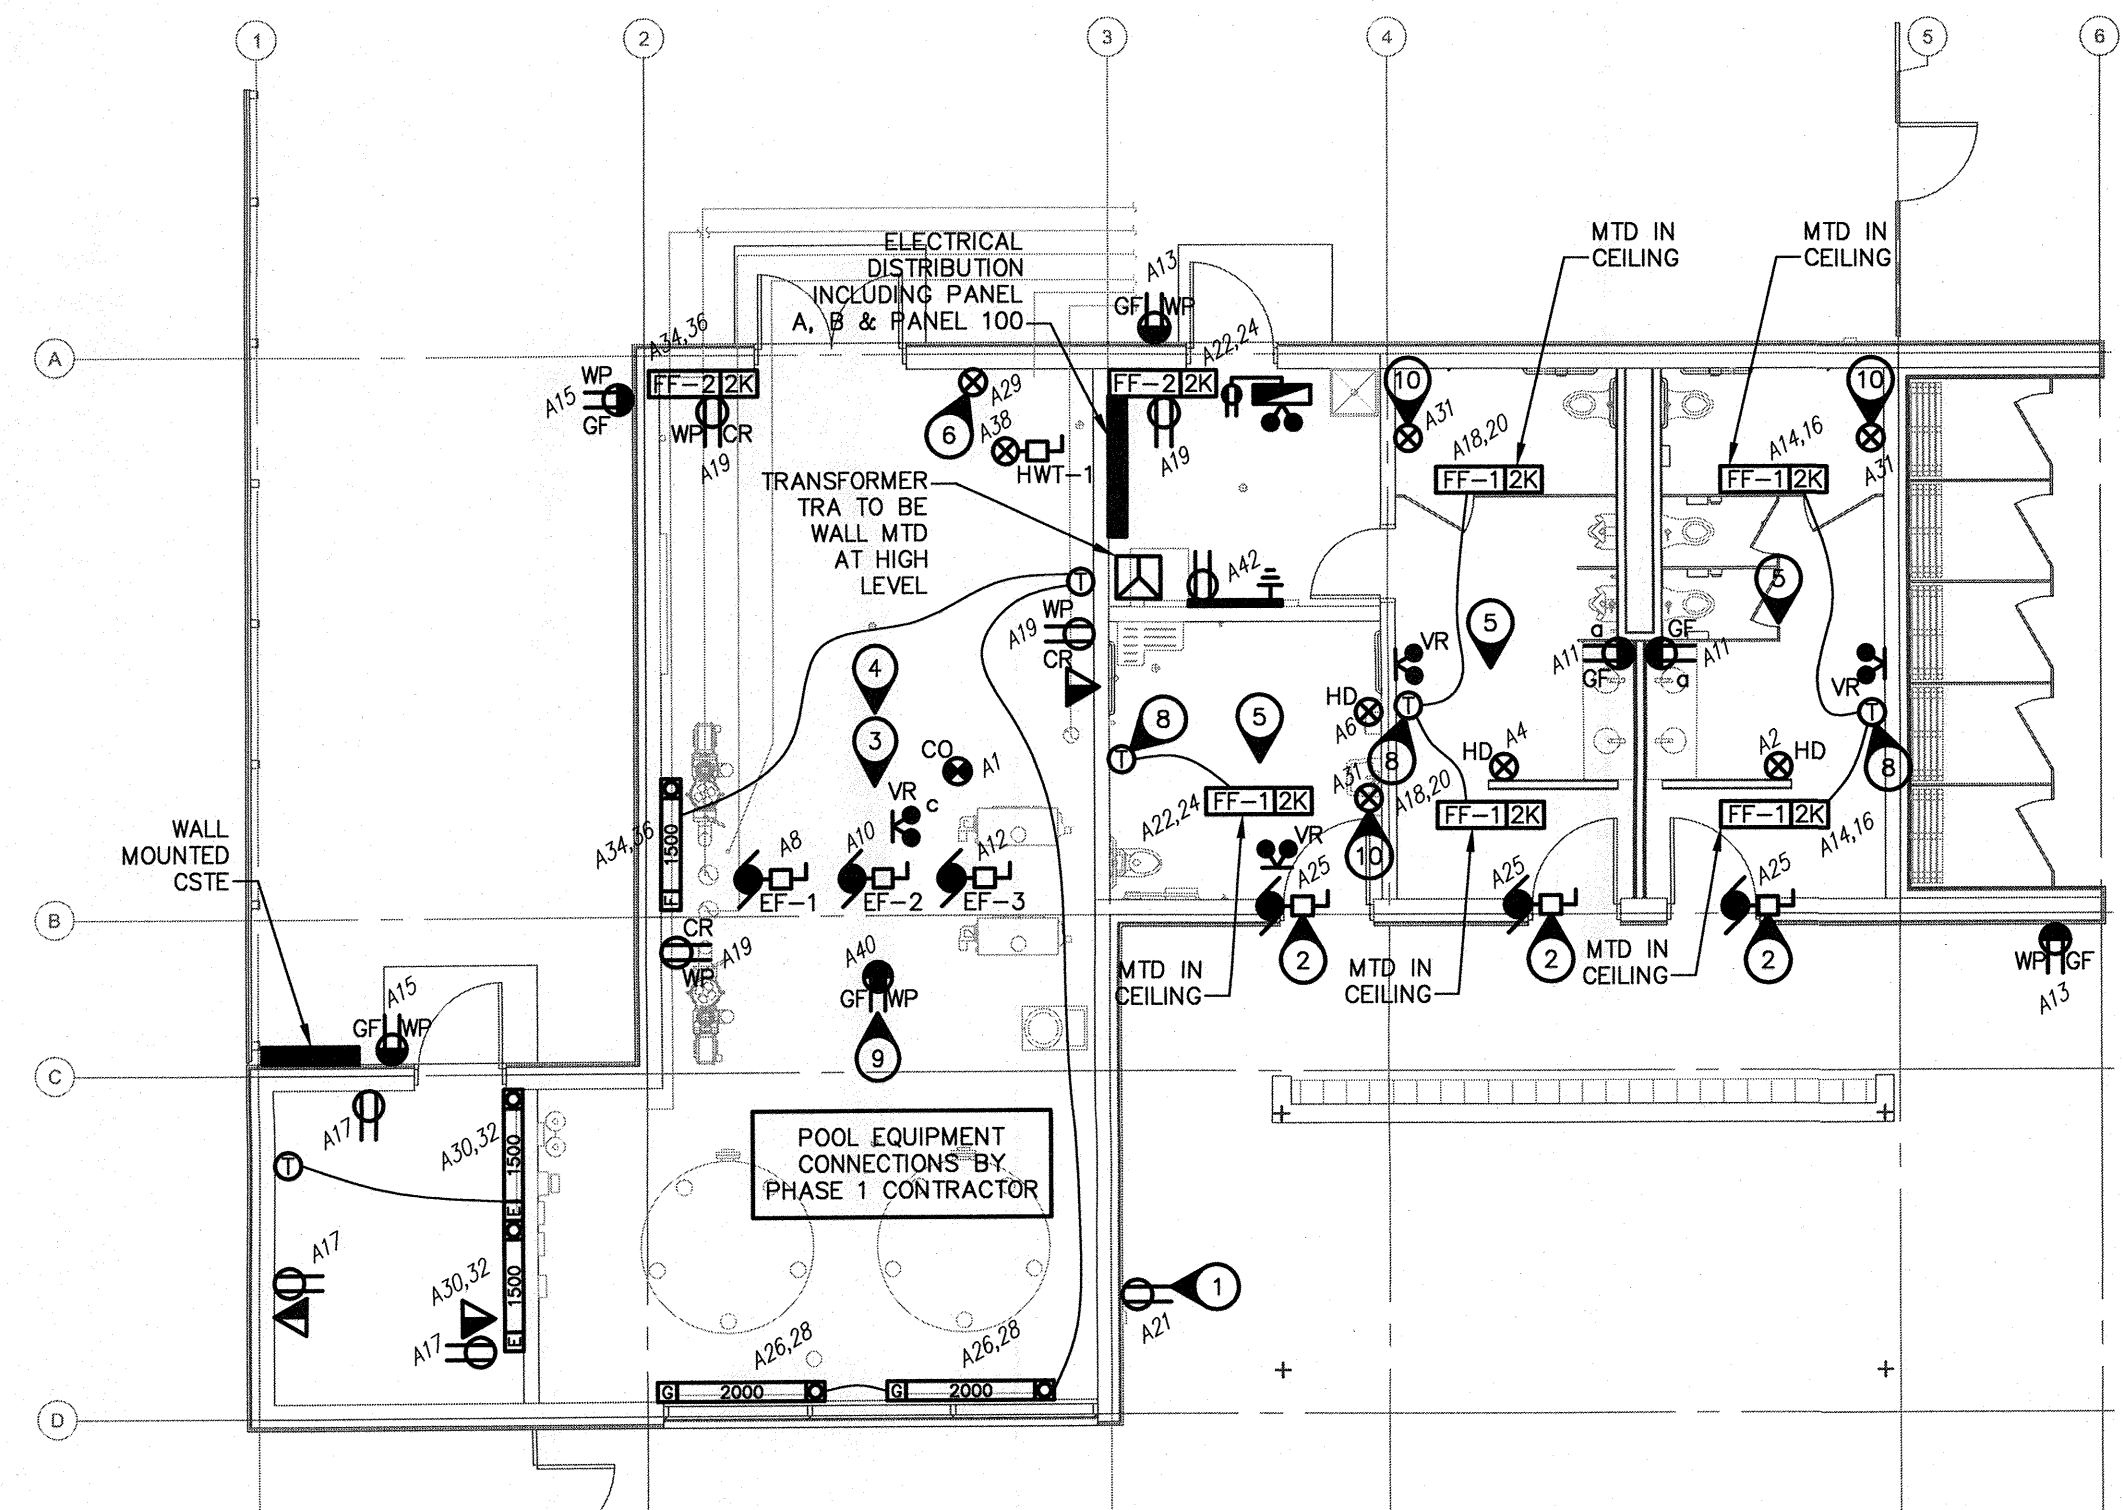 1
2
3
4
5
6
MTD IN
CEILING
MTD IN
CEILING
ELECTRICAL
DISTRIBUTION
INCLUDING PANEL
A, B & PANEL 100
A13
GF WP
A
A34,36
FF-2 2K
WP CR
A19
WP
A15
GF
6
A29
A38
HWT-1
A22,24
FF-2 2K
A19
10
A31
A18,20
FF-1 2K
A14,16
FF-1 2K
10
A31
TRANSFORMER
TRA TO BE
WALL MTD
AT HIGH
LEVEL
T
A42
WP
A19
CR
5
5
VR
a
A11
GF
GF
A11
a
VR
4
3
CO
A1
VR
c
8
T
5
HD
A6
T
8
HD
A4
A2
HD
T
8
A31
10
A22,24
FF-1 2K
A18,20
FF-1 2K
FF-1 2K
A14,16
VR
WALL
MOUNTED
CSTE
A34,36
1500
E
A8
EF-1
A10
EF-2
A12
EF-3
A25
2
A25
2
A25
2
B
CR
A19
WP
A40
GF WP
9
MTD IN
CEILING
MTD IN
CEILING
MTD IN
CEILING
WP GF
A13
A15
GF WP
C
A17
T
A30,32
1500
E
POOL EQUIPMENT
CONNECTIONS BY
PHASE 1 CONTRACTOR
A17
A30,32
1500
E
A17
1
A21
A26,28
G 2000
A26,28
G 2000
D